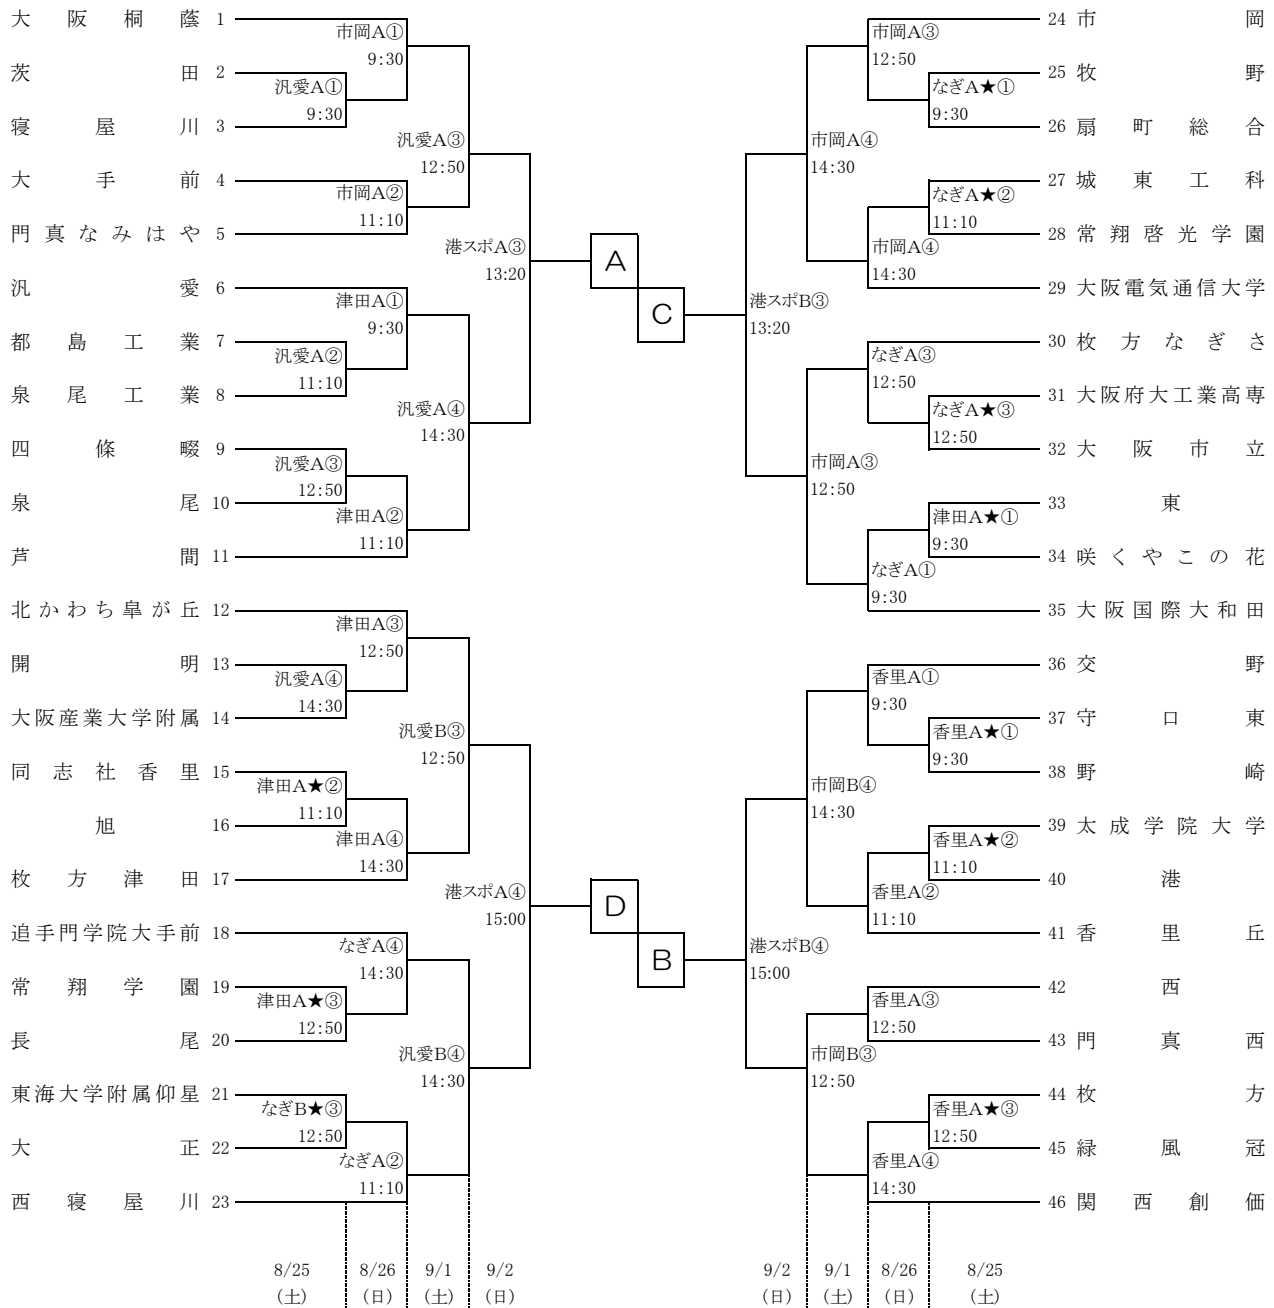 大阪桐蔭 1
市岡A①
9:30
茨田 2
汎愛A①
9:30
寝屋川 3
汎愛A③
12:50
大手前 4
市岡A②
11:10
門真なみはや 5
港スポA③
13:20
A
汎愛 6
津田A①
9:30
都島工業 7
汎愛A②
11:10
泉尾工業 8
汎愛A④
14:30
四條畷 9
汎愛A③
12:50
泉尾 10
津田A②
11:10
芦間 11
北かわち皐が丘 12
津田A③
12:50
開明 13
汎愛A④
14:30
大阪産業大学附属 14
汎愛B③
12:50
同志社香里 15
津田A★②
11:10
旭 16
津田A④
14:30
枚方津田 17
港スポA④
15:00
D
追手門学院大手前 18
なぎA④
14:30
常翔学園 19
津田A★③
12:50
長尾 20
汎愛B④
14:30
東海大学附属仰星 21
なぎB★③
12:50
大正 22
なぎA②
11:10
西寝屋川 23
8/25 8/26 9/1 9/2
(土) (日) (土) (日)
24 市岡
市岡A③
12:50
25 牧野
なぎA★①
9:30
26 扇町総合
市岡A④
14:30
27 城東工科
なぎA★②
11:10
28 常翔啓光学園
市岡A④
14:30
29 大阪電気通信大学
C
港スポB③
13:20
30 枚方なぎさ
なぎA③
12:50
31 大阪府大工業高専
なぎA★③
12:50
32 大阪市立
市岡A③
12:50
33 東
津田A★①
9:30
34 咲くやこの花
なぎA①
9:30
35 大阪国際大和田
36 交野
香里A①
9:30
37 守口東
香里A★①
9:30
38 野崎
市岡B④
14:30
39 太成学院大学
香里A★②
11:10
40 港
香里A②
11:10
41 香里丘
B
港スポB④
15:00
42 西
香里A③
12:50
43 門真西
市岡B③
12:50
44 枚方
香里A★③
12:50
45 緑風冠
香里A④
14:30
46 関西創価
9/2 9/1 8/26 8/25
(日) (土) (日) (土)